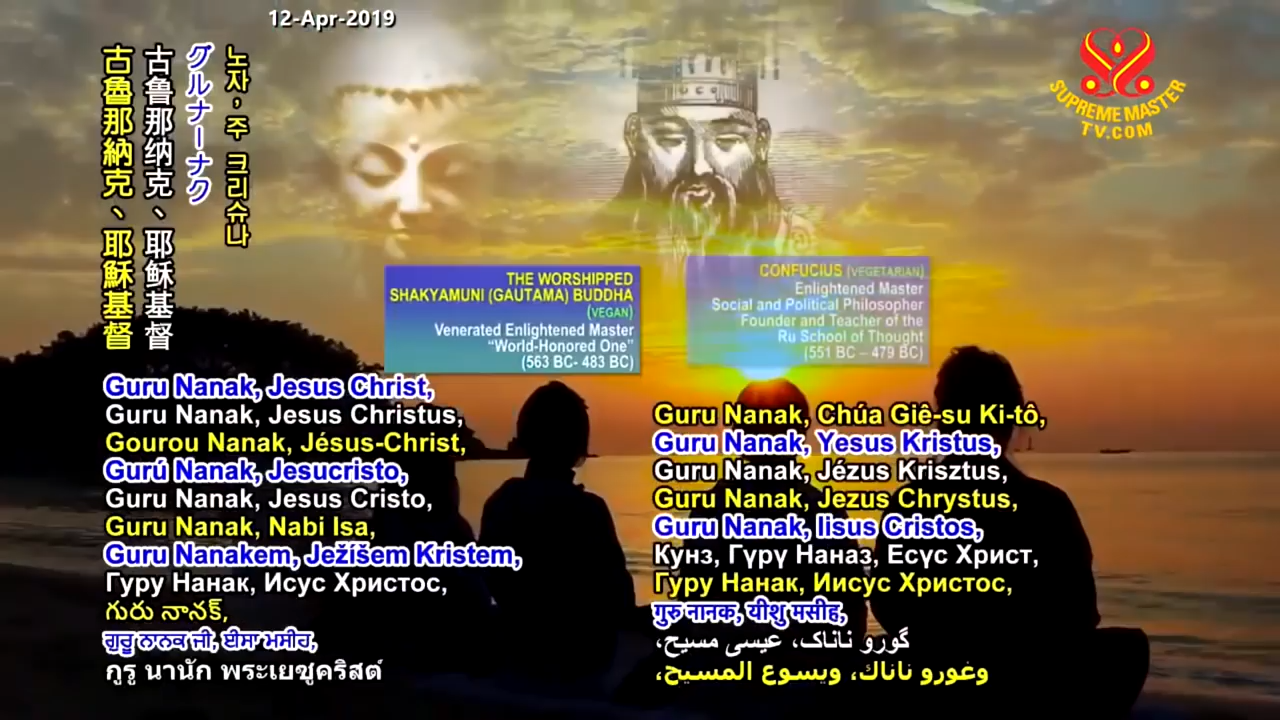 12-Apr-2019
노자, 주 크리슈나
グルナーナク
古鲁那纳克、耶稣基督
古魯那納克、耶穌基督
SUPREME MASTER
TV.COM
THE WORSHIPPED
SHAKYAMUNI (GAUTAMA) BUDDHA
(VEGAN)
Venerated Enlightened Master
“World-Honored One”
(563 BC- 483 BC)
CONFUCIUS (VEGETARIAN)
Enlightened Master
Social and Political Philosopher
Founder and Teacher of the
Ru School of Thought
(551 BC – 479 BC)
Guru Nanak, Jesus Christ,
Guru Nanak, Jesus Christus,
Gourou Nanak, Jésus-Christ,
Gurú Nanak, Jesucristo,
Guru Nanak, Jesus Cristo,
Guru Nanak, Nabi Isa,
Guru Nanakem, Ježíšem Kristem,
Гуру Нанак, Исус Христос,
గురు నానక్,
ਗੁਰੂ ਨਾਨਕ ਜੀ, ਈਸਾ ਮਸੀਹ,
กูรู นานัก พระเยซูคริสต์
Guru Nanak, Chúa Giê-su Ki-tô,
Guru Nanak, Yesus Kristus,
Guru Nanak, Jézus Krisztus,
Guru Nanak, Jezus Chrystus,
Guru Nanak, Iisus Cristos,
Кунз, Гүрү Наназ, Есүс Христ,
Гуру Нанак, Иисус Христос,
गुरु नानक, यीशु मसीह,
گورو ناناک، عیسی مسیح،
وغورو ناناك، ويسوع المسيح،